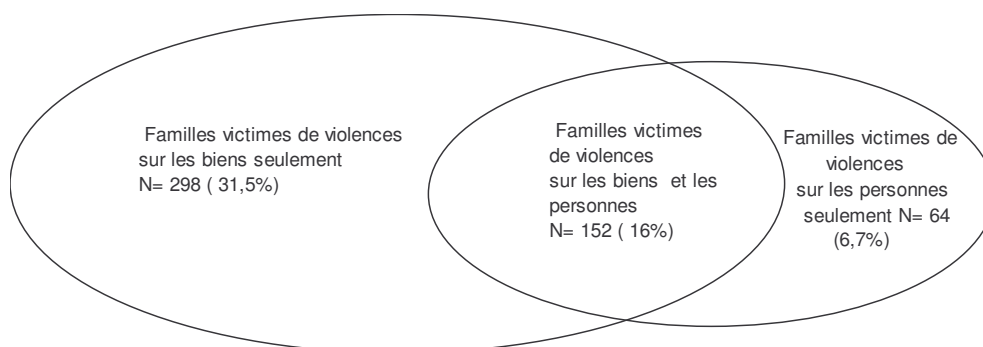 Familles victimes de violences
sur les biens seulement
N= 298 ( 31,5%)
Familles victimes
de violences
sur les biens et les
personnes
N= 152 ( 16%)
Familles victimes de
violences
sur les personnes
seulement N= 64
(6,7%)